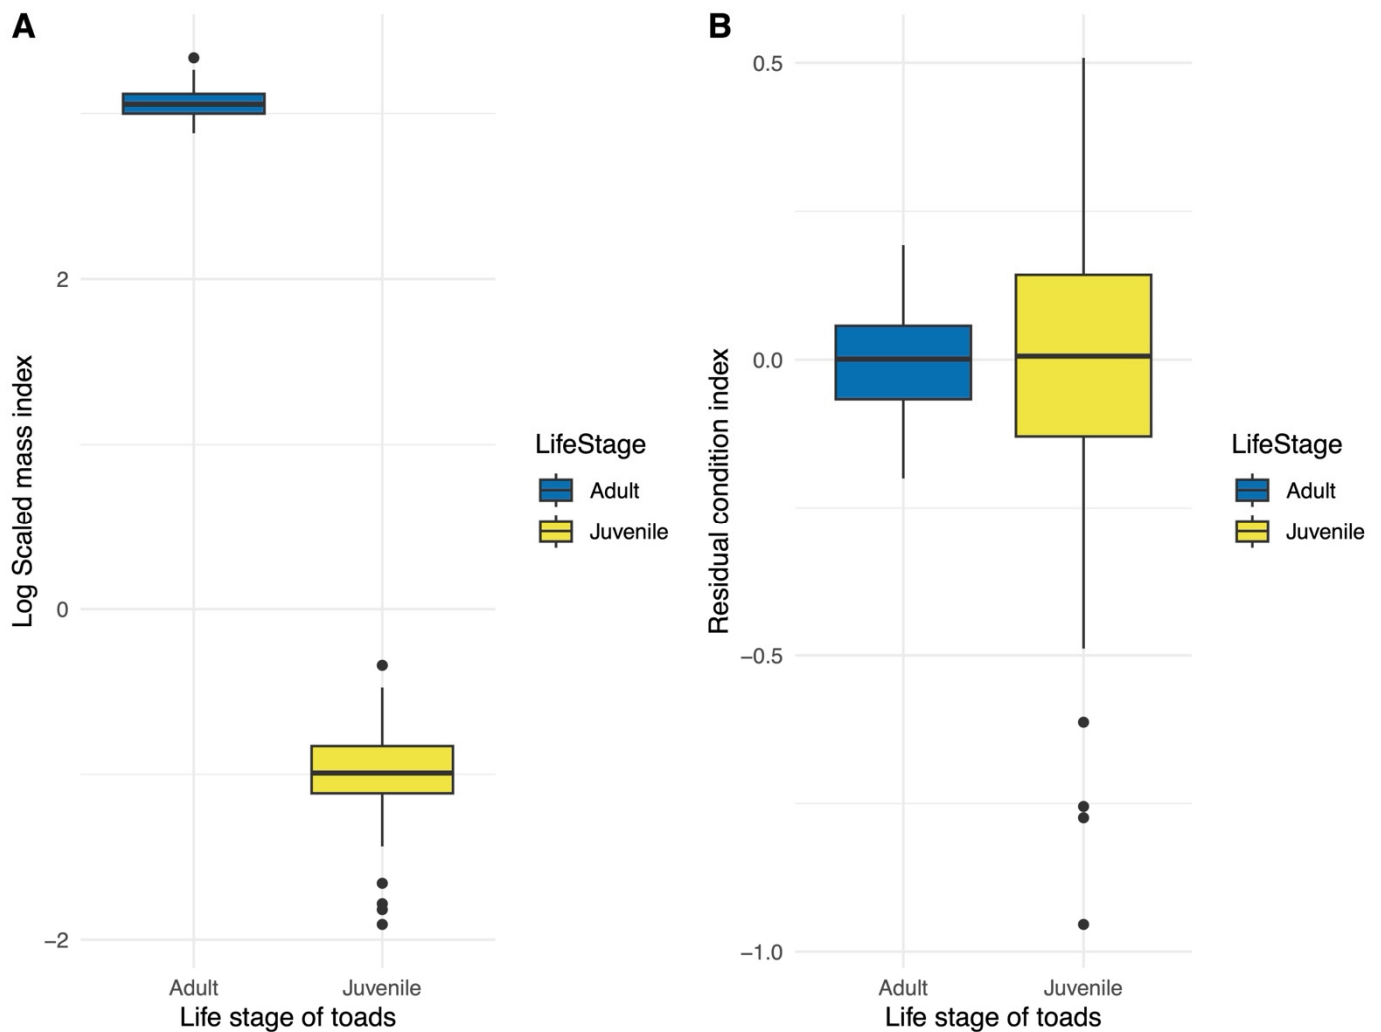 A
Log Scaled mass index
2
0
−2
Adult
Juvenile
Life stage of toads
LifeStage
Adult
Juvenile
B
Residual condition index
0.5
0.0
−0.5
−1.0
Adult
Juvenile
Life stage of toads
LifeStage
Adult
Juvenile